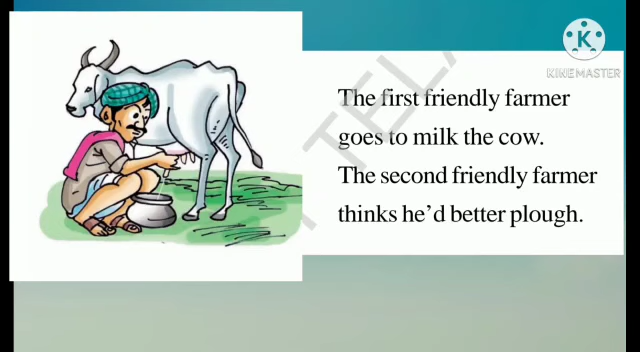 KINEMASTER
The first friendly farmer
goes to milk the cow.
The second friendly farmer
thinks he'd better plough.